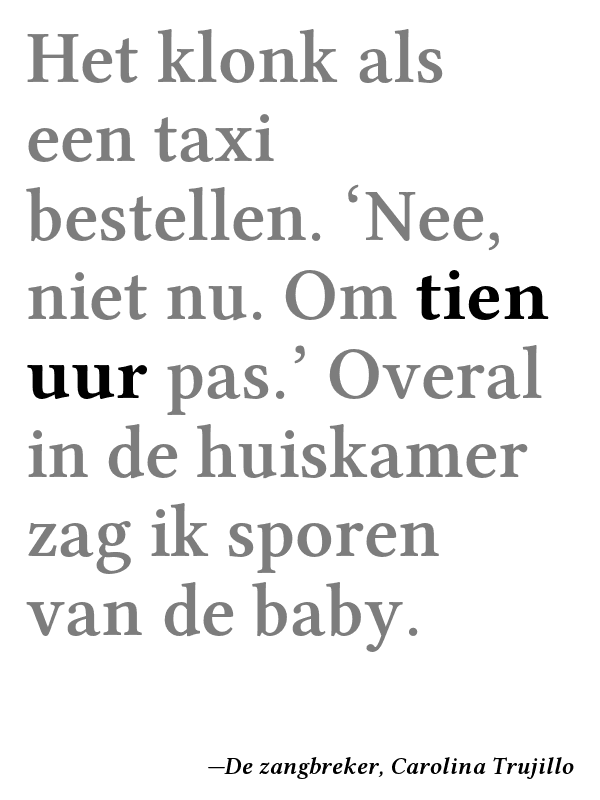 Het klonk als
een taxi
bestellen. ‘Nee,
niet nu. Om tien
uur pas.’ Overal
in de huiskamer
zag ik sporen
van de baby.
—De zangbreker, Carolina Trujillo